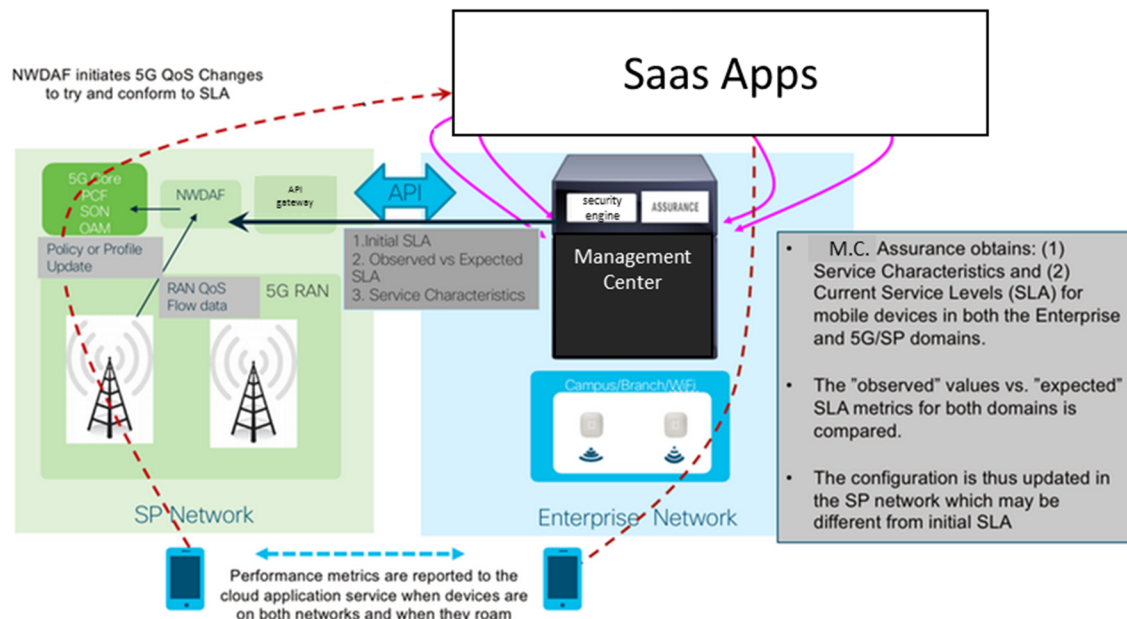 Saas Apps
NWDAF initiates 5G QoS Changes
to try and conform to SLA
5G Core
PCF
SON
OAM
NWDAF
API
gateway
API
security
engine
ASSURANCE
Management
Center
Policy or Profile
Update
RAN QoS
Flow data
5G RAN
1.Initial SLA
2. Observed vs Expected
SLA
3. Service Characteristics
Campus/Branch/WiFi
SP Network
Enterprise Network
• M.C. Assurance obtains: (1)
Service Characteristics and (2)
Current Service Levels (SLA) for
mobile devices in both the Enterprise
and 5G/SP domains.
• The "observed" values vs. "expected"
SLA metrics for both domains is
compared.
• The configuration is thus updated in
the SP network which may be
different from initial SLA
Performance metrics are reported to the
cloud application service when devices are
on both networks and when they roam